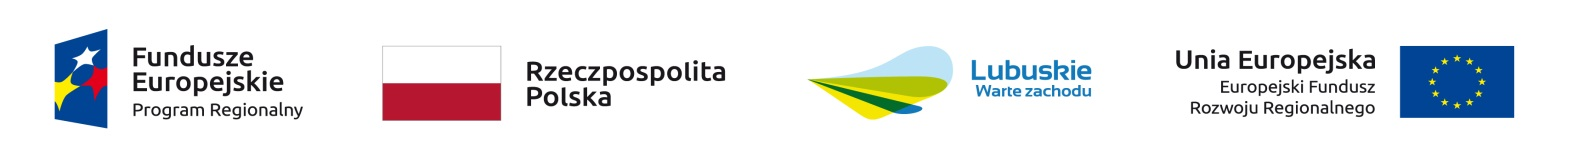 Fundusze
Europejskie
Program Regionalny
Rzeczpospolita
Polska
Lubuskie
Warte zachodu
Unia Europejska
Europejski Fundusz
Rozwoju Regionalnego